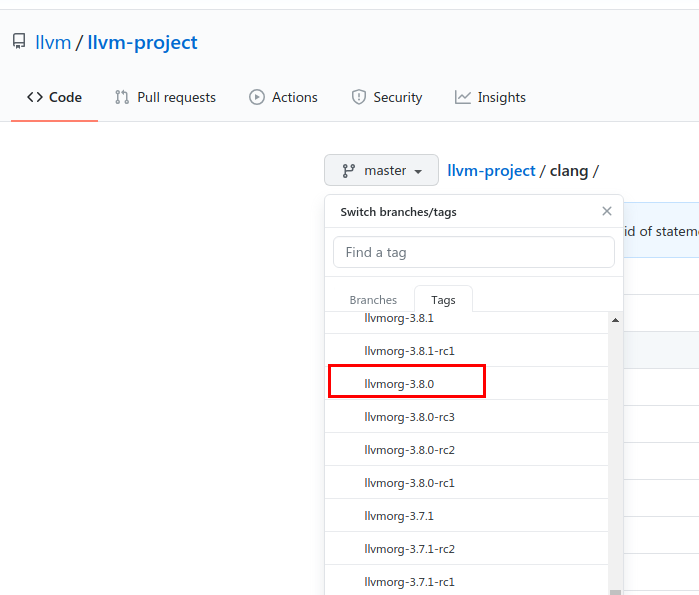 llvm / llvm-project
Code Pull requests Actions Security Insights
master llvm-project / clang /
Switch branches/tags
id of statem
Find a tag
Branches Tags
llvmorg-3.8.1
llvmorg-3.8.1-rc1
llvmorg-3.8.0
llvmorg-3.8.0-rc3
llvmorg-3.8.0-rc2
llvmorg-3.8.0-rc1
llvmorg-3.7.1
llvmorg-3.7.1-rc2
llvmorg-3.7.1-rc1